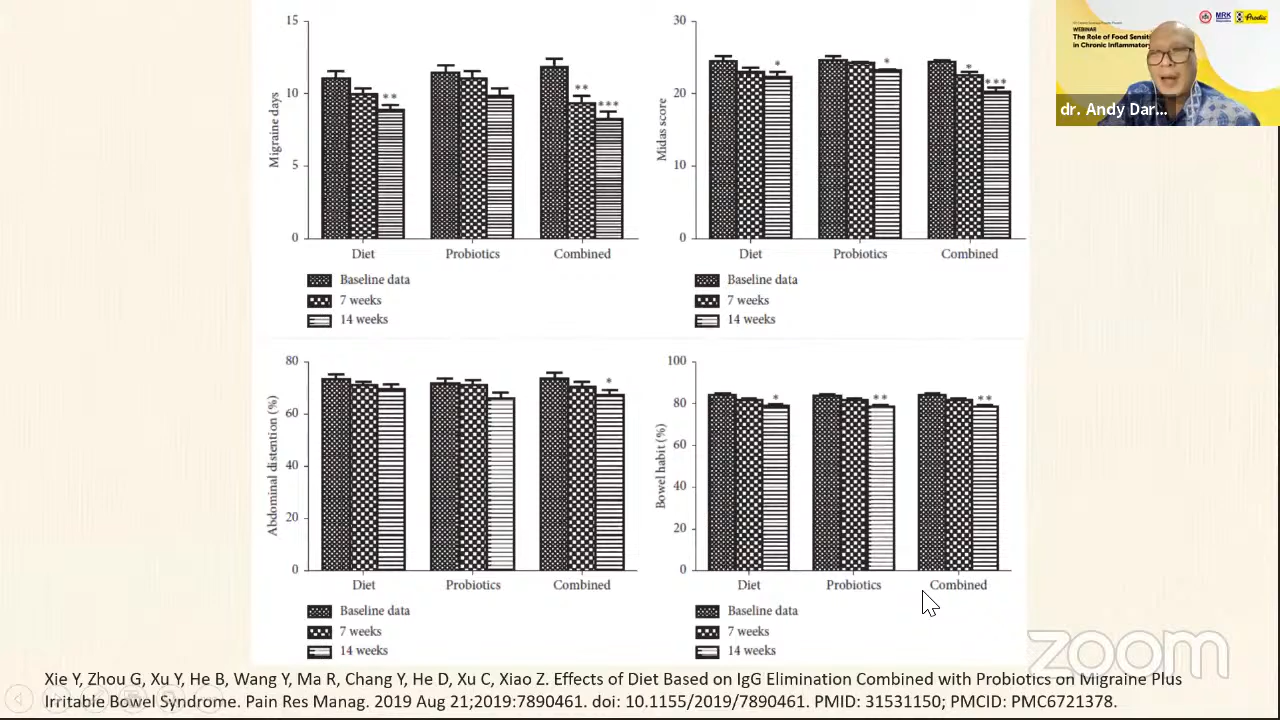 15
10
5
0
Migraine days
Diet
Probiotics
Combined
**
**
***
Baseline data
7 weeks
14 weeks
30
20
10
0
Midas score
Diet
Probiotics
Combined
*
*
*
***
Baseline data
7 weeks
14 weeks
80
60
40
20
0
Abdominal distention (%)
Diet
Probiotics
Combined
*
Baseline data
7 weeks
14 weeks
100
80
60
40
20
0
Bowel habit (%)
Diet
Probiotics
Combined
*
**
**
Baseline data
7 weeks
14 weeks
WEBINAR
The Role of Food Sensit
in Chronic Inflammator
MRK
Prodia
dr. Andy Dar...
zoom
Xie Y, Zhou G, Xu Y, He B, Wang Y, Ma R, Chang Y, He D, Xu C, Xiao Z. Effects of Diet Based on IgG Elimination Combined with Probiotics on Migraine Plus
Irritable Bowel Syndrome. Pain Res Manag. 2019 Aug 21;2019:7890461. doi: 10.1155/2019/7890461. PMID: 31531150; PMCID: PMC6721378.